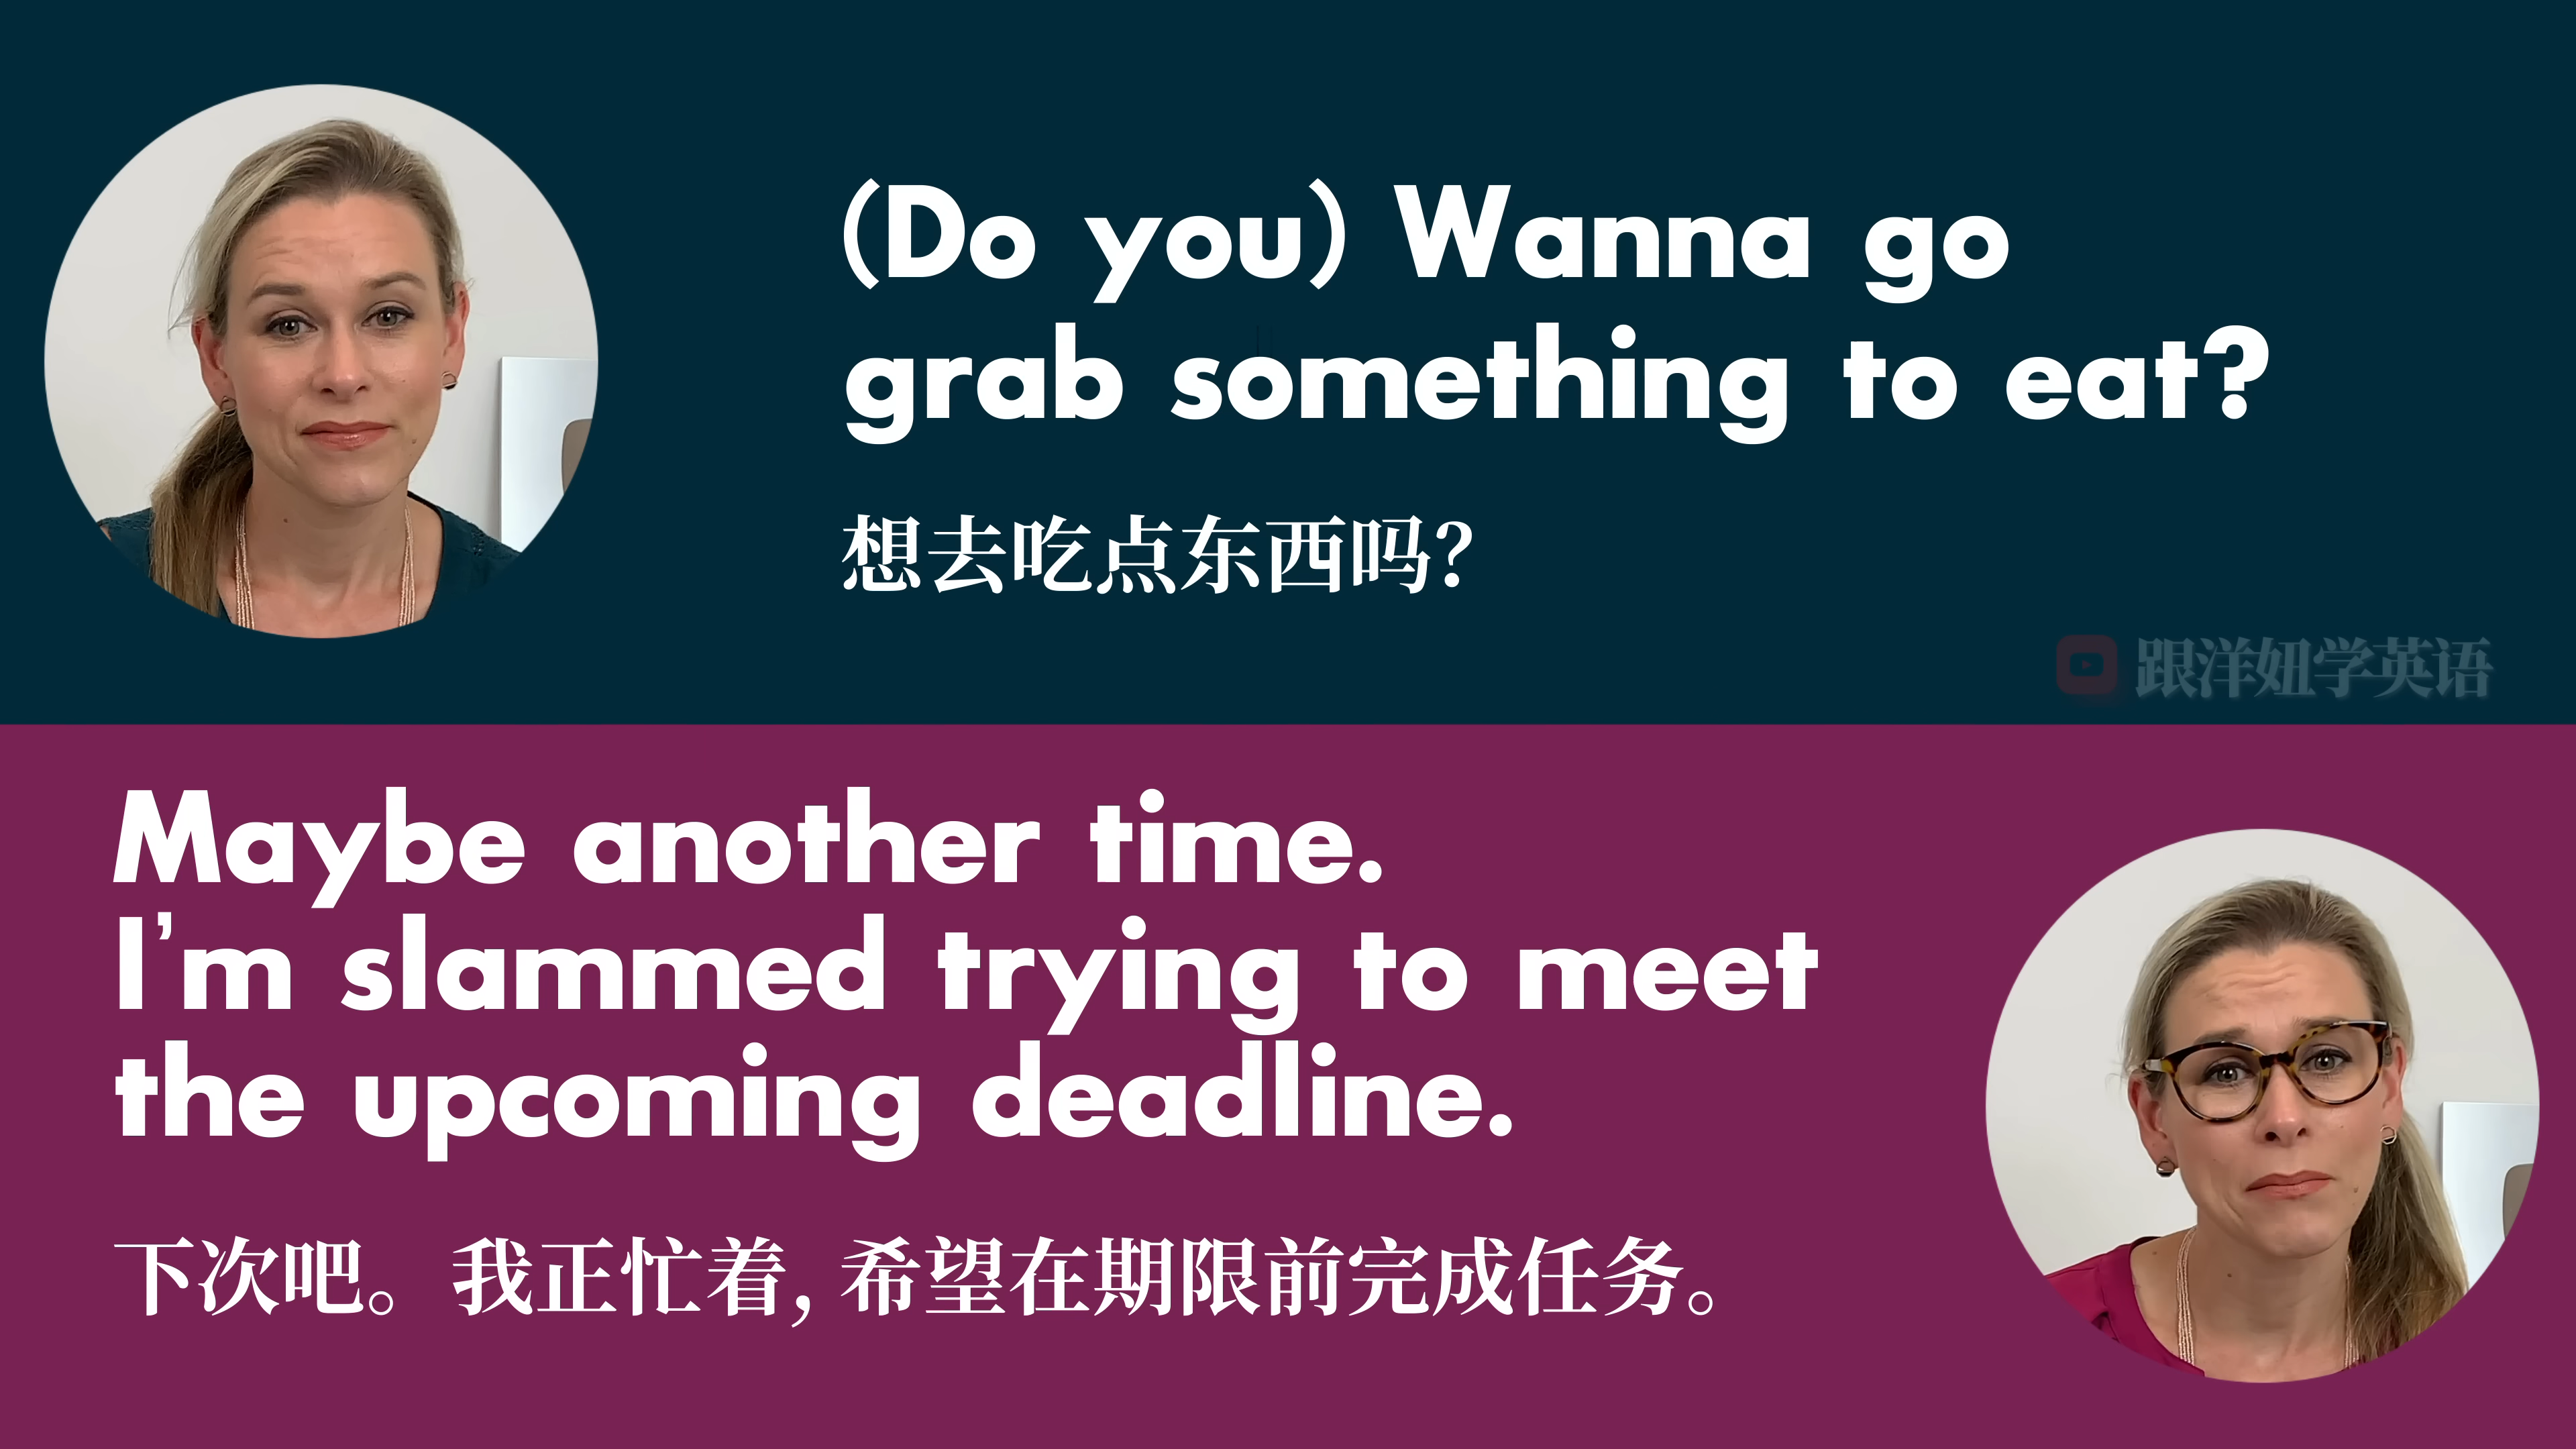 (Do you) Wanna go
grab something to eat?
想去吃点东西吗?
跟洋妞学英语
Maybe another time.
I'm slammed trying to meet
the upcoming deadline.
下次吧。我正忙着, 希望在期限前完成任务。